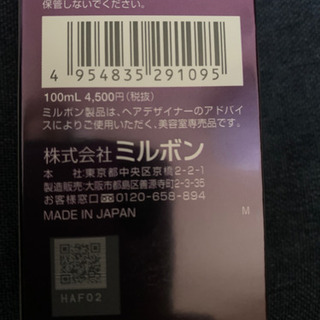 保管しないでください。
4 954835 291095
100mL 4,500円(税抜)
ミルボン製品は、ヘアデザイナーのアドバイ
スによりご使用いただく、美容室専売品です。
株式会社 ミルボン
本 社:東京都中央区京橋2-2-1
製造販売:大阪市都島区善源寺町2-3-35
お客様窓口 0120-658-894
MADE IN JAPAN
M
HAF02